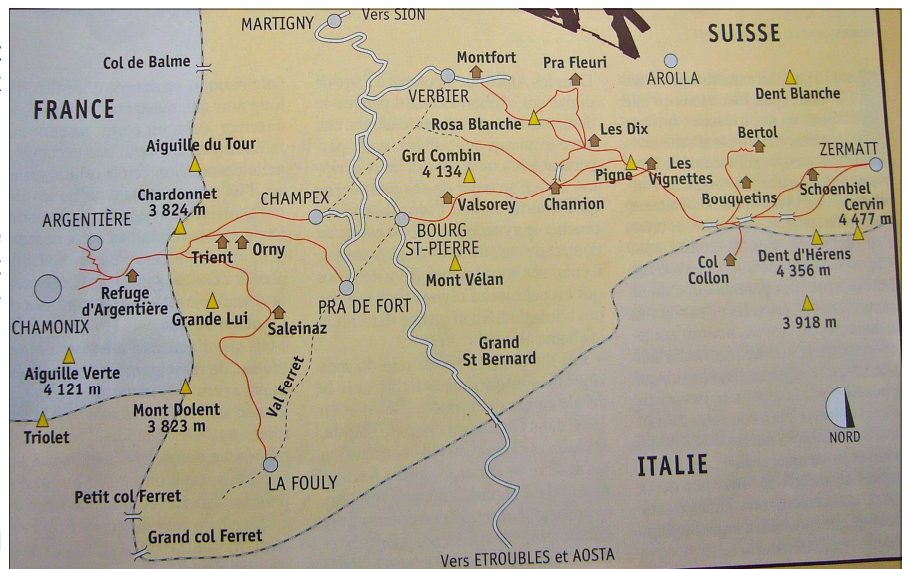 Vers SION
MARTIGNY
SUISSE
Col de Balme
Montfort
Pra Fleuri
AROLLA
Dent Blanche
FRANCE
VERBIER
Rosa Blanche
Les Dix
Bertol
Aiguille du Tour
Grd Combin
4 134
ZERMATT
Pigne
Les
Vignettes
Chardonnet
3 824 m
CHAMPEX
Valsorey
Chanrion
Bouquetins
Schoenbiel
Cervin
4 477 m
ARGENTIÈRE
BOURG
ST-PIERRE
Trient
Orny
Col
Collon
Dent d'Hérens
4 356 m
Mont Vélan
Refuge
d'Argentière
PRA DE FORT
CHAMONIX
Grande Lui
Saleinaz
3 918 m
Grand
St Bernard
Aiguille Verte
4 121 m
Val Ferret
Mont Dolent
3 823 m
Triolet
NORD
ITALIE
LA FOULY
Petit col Ferret
Grand col Ferret
Vers ETROUBLES et AOSTA